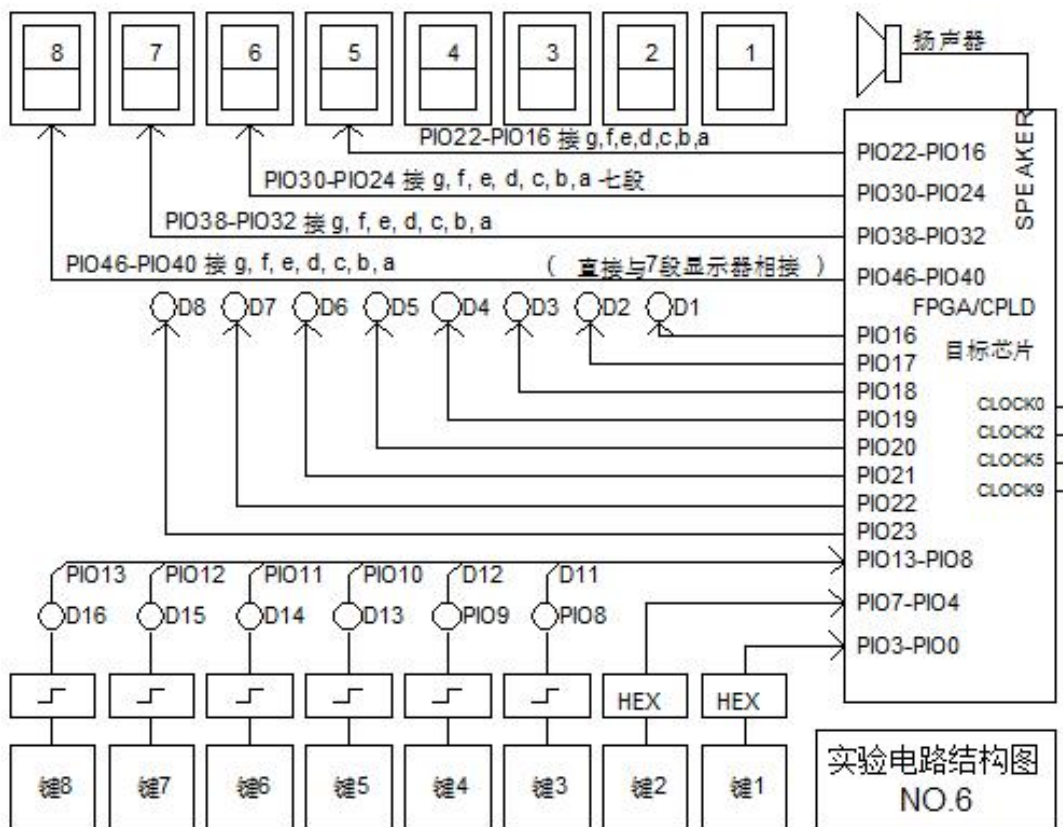 8 7 6 5 4 3 2 1
扬声器
SPEAKER
PIO22-PIO16 接 g,f,e,d,c,b,a
PIO22-PIO16
PIO30-PIO24 接 g, f, e, d, c, b, a 七段
PIO30-PIO24
PIO38-PIO32 接 g, f, e, d, c, b, a
PIO38-PIO32
PIO46-PIO40 接 g, f, e, d, c, b, a
( 直接与7段显示器相接 )
PIO46-PIO40
D8 D7 D6 D5 D4 D3 D2 D1
FPGA/CPLD
目标芯片
PIO16
PIO17
PIO18
PIO19
PIO20
PIO21
PIO22
PIO23
CLOCK0
CLOCK2
CLOCK5
CLOCK9
PIO13 PIO12 PIO11 PIO10 D12 D11
PIO13-PIO8
D16 D15 D14 D13 PIO9 PIO8
PIO7-PIO4
PIO3-PIO0
HEX HEX
键8 键7 键6 键5 键4 键3 键2 键1
实验电路结构图
NO.6